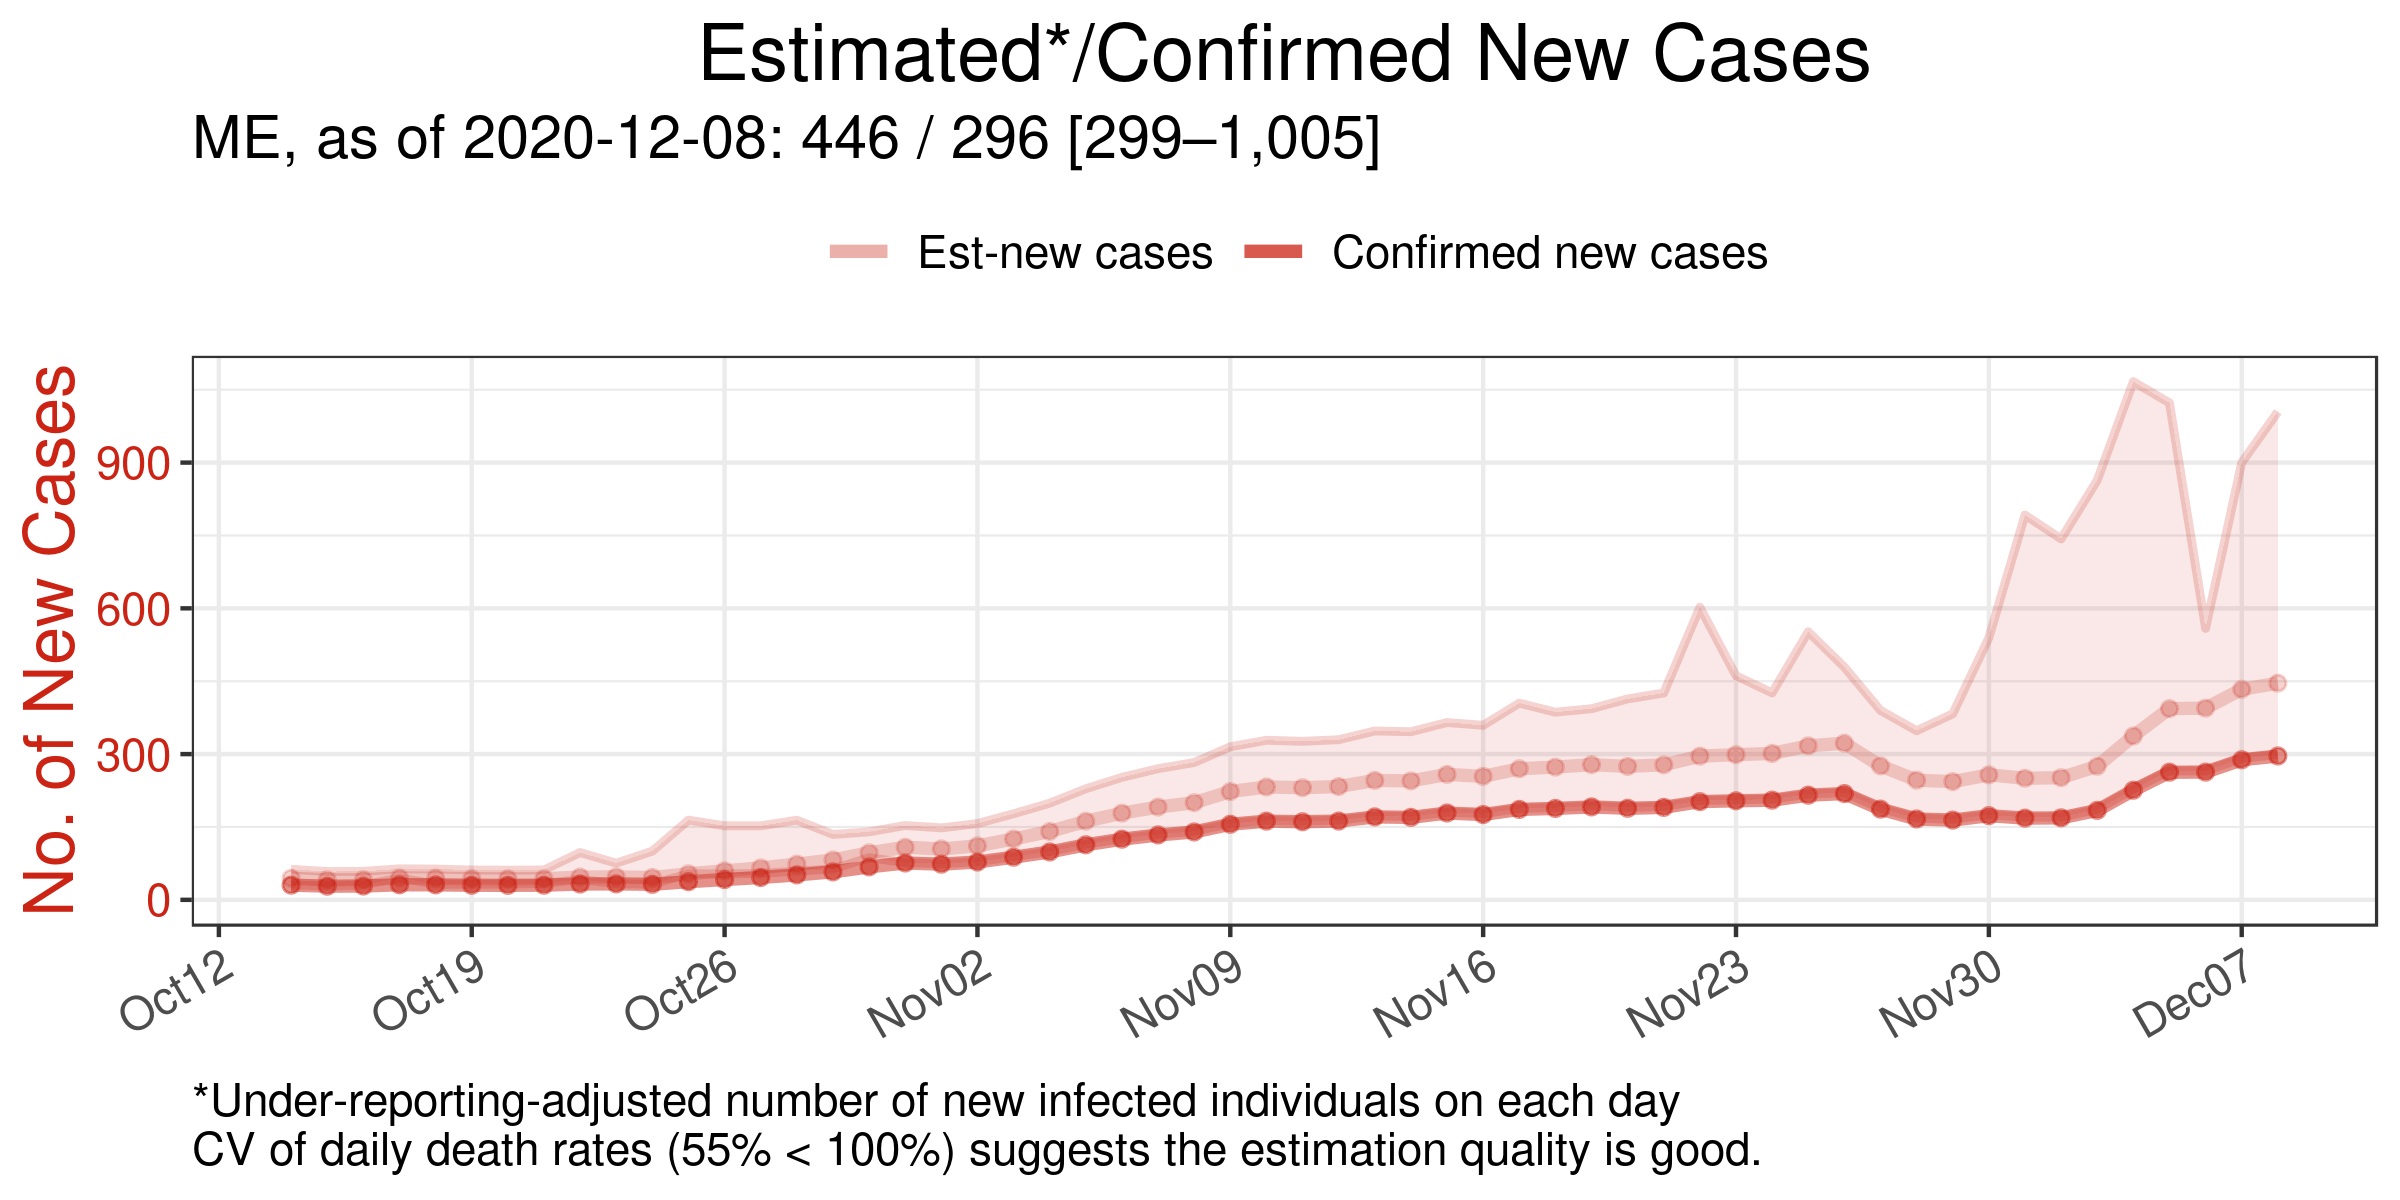 Estimated*/Confirmed New Cases
ME, as of 2020-12-08: 446 / 296 [299–1,005]
Est-new cases
Confirmed new cases
No. of New Cases
900
600
300
0
Oct12
Oct19
Oct26
Nov02
Nov09
Nov16
Nov23
Nov30
Dec07
*Under-reporting-adjusted number of new infected individuals on each day
CV of daily death rates (55% < 100%) suggests the estimation quality is good.